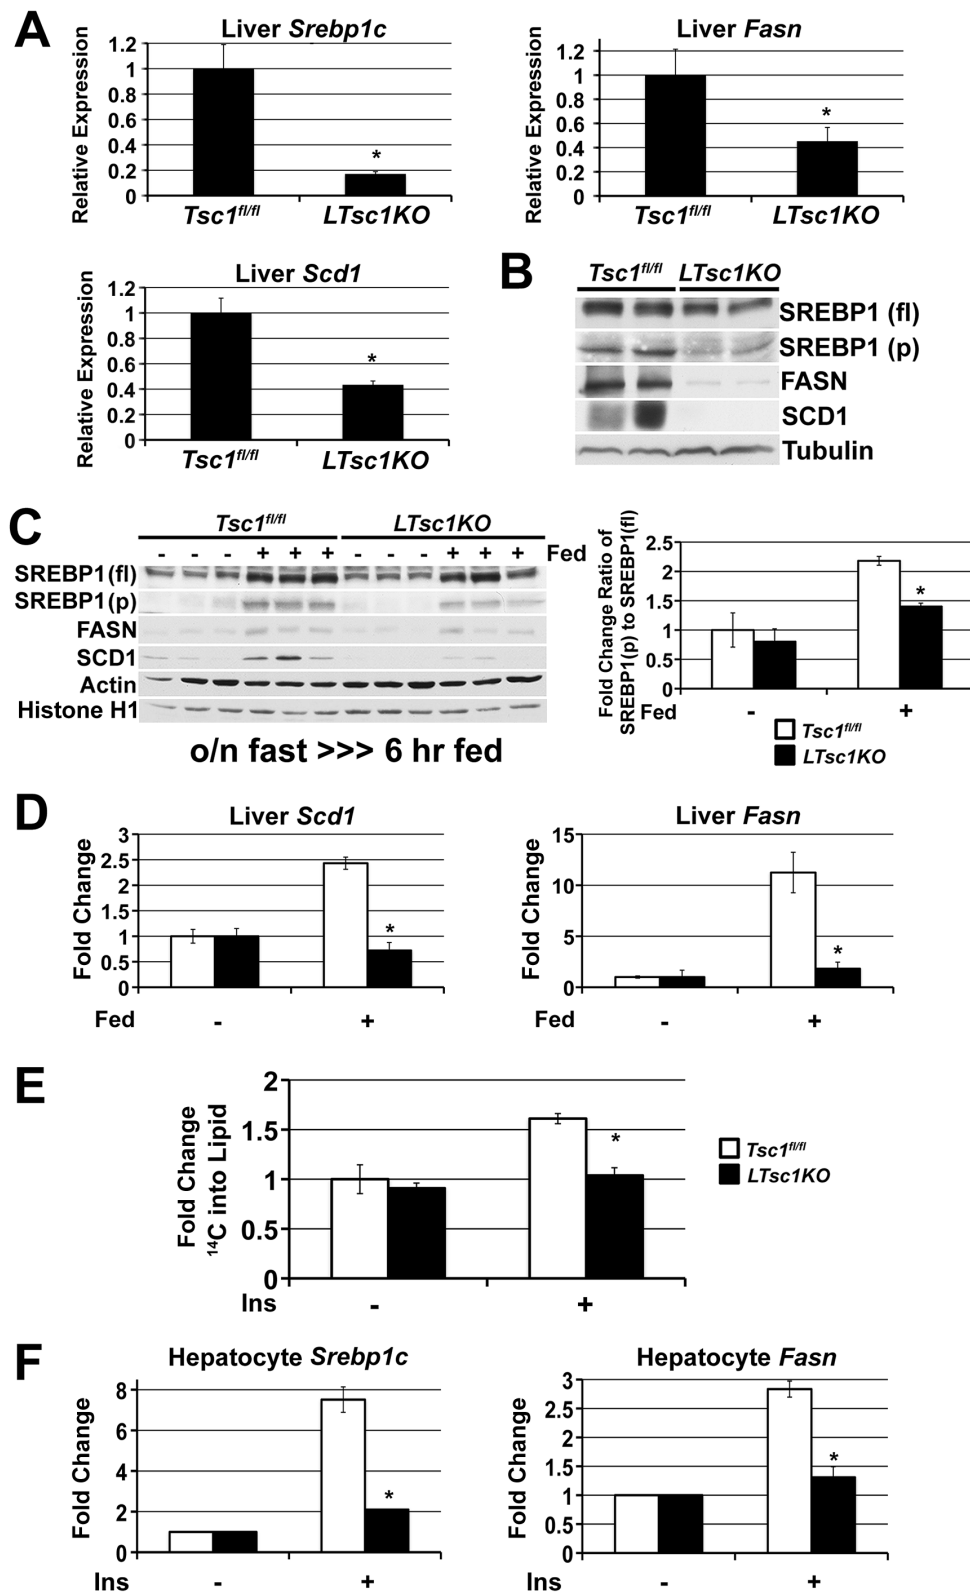 A
Liver Srebp1c
Relative Expression
1.2
1
0.8
0.6
0.4
0.2
0
*
Tsc1fl/fl
LTsc1KO
Liver Fasn
Relative Expression
1.2
1
0.8
0.6
0.4
0.2
0
*
Tsc1fl/fl
LTsc1KO
Liver Scd1
Relative Expression
1.2
1
0.8
0.6
0.4
0.2
0
*
Tsc1fl/fl
LTsc1KO
B
Tsc1fl/fl LTsc1KO
SREBP1 (fl)
SREBP1 (p)
FASN
SCD1
Tubulin
C
Tsc1fl/fl LTsc1KO
- - - + + + - - - + + + Fed
SREBP1(fl)
SREBP1(p)
FASN
SCD1
Actin
Histone H1
o/n fast >>> 6 hr fed
Fold Change Ratio of
SREBP1(p) to SREBP1(fl)
2.5
2
1.5
1
0.5
0
*
Fed - +
Tsc1fl/fl
LTsc1KO
D
Liver Scd1
Fold Change
3
2.5
2
1.5
1
0.5
0
*
Fed - +
Liver Fasn
Fold Change
15
10
5
0
*
Fed - +
E
Fold Change
14C into Lipid
2
1.5
1
0.5
0
*
Ins - +
Tsc1fl/fl
LTsc1KO
F
Hepatocyte Srebp1c
Fold Change
8
6
4
2
0
*
Ins - +
Hepatocyte Fasn
Fold Change
3
2.5
2
1.5
1
0.5
0
*
Ins - +